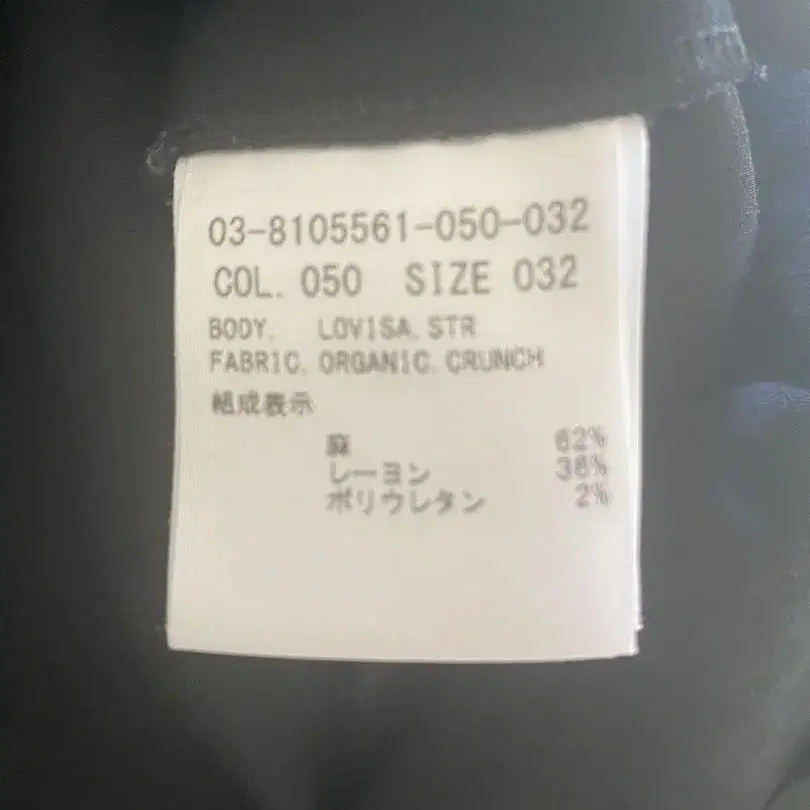 03-8105561-050-032
COL. 050 SIZE 032
BODY. LOVISA.STR
FABRIC. ORGANIC.CRUNCH
組成表示
麻 62%
レーヨン 36%
ポリウレタン 2%